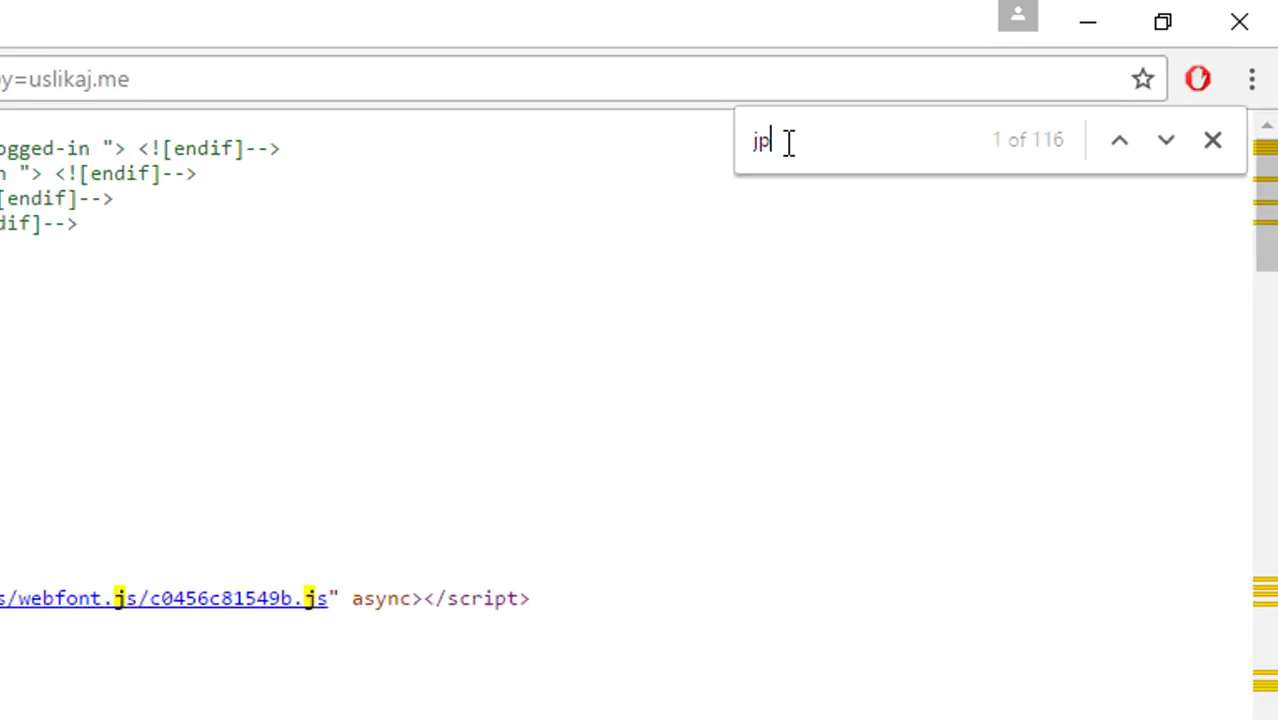 y=uslikaj.me
jp
1 of 116
ogged-in "> <![endif]-->
n "> <![endif]-->
[endif]-->
dif]-->
s/webfont.js/c0456c81549b.js" async></script>